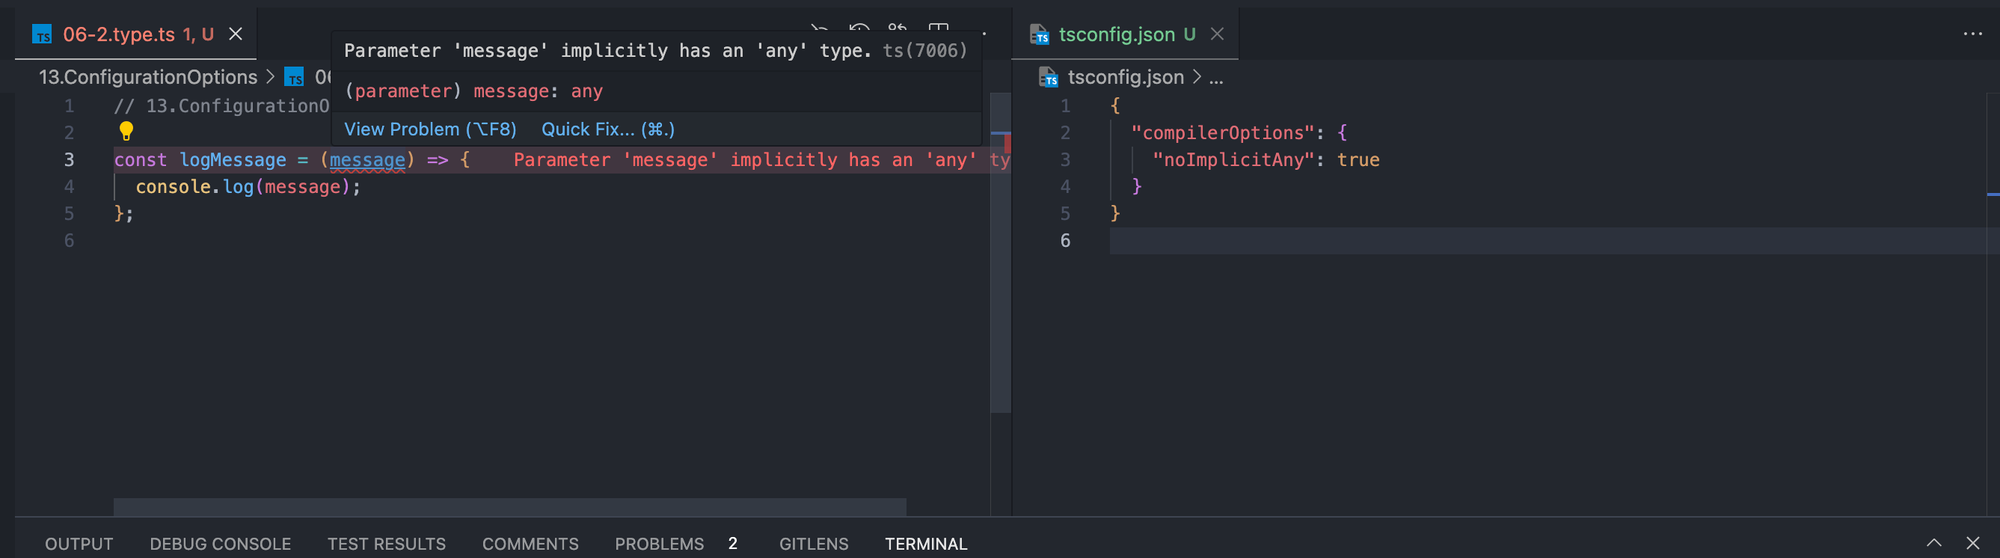 TS 06-2.type.ts 1, U
13.ConfigurationOptions > TS
Parameter 'message' implicitly has an 'any' type. ts(7006)
(parameter) message: any
View Problem (⌥F8) Quick Fix... (⌘.)
1 // 13.ConfigurationO
2
3 const logMessage = (message) => { Parameter 'message' implicitly has an 'any' ty
4 console.log(message);
5 };
6
TS tsconfig.json U
TS tsconfig.json > ...
1 {
2 "compilerOptions": {
3 "noImplicitAny": true
4 }
5 }
6
OUTPUT DEBUG CONSOLE TEST RESULTS COMMENTS PROBLEMS 2 GITLENS TERMINAL